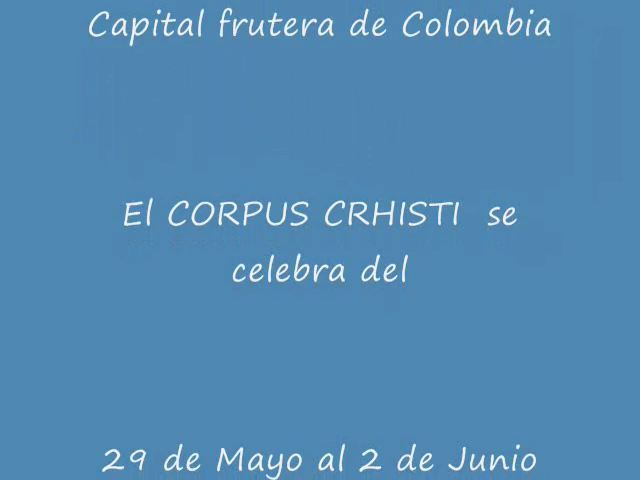 Capital frutera de Colombia
El CORPUS CRHISTI se
celebra del
29 de Mayo al 2 de Junio